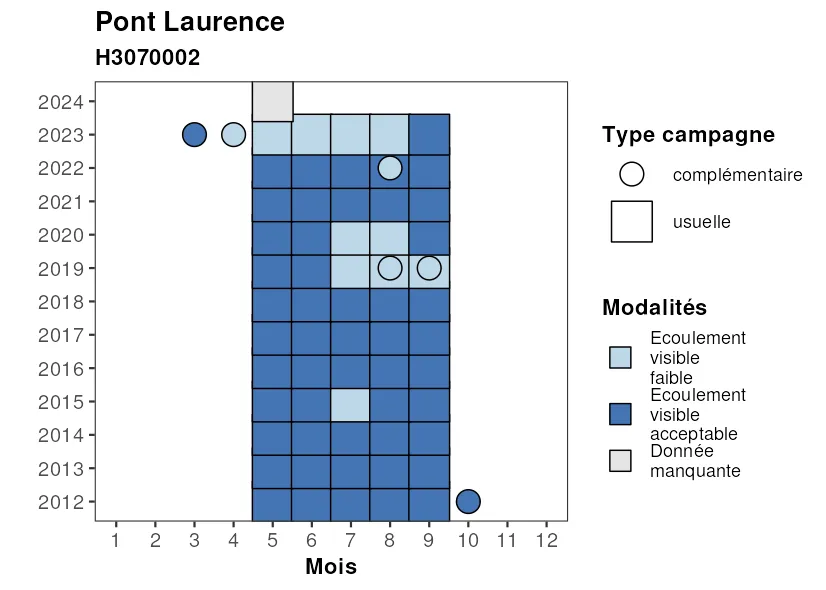 Pont Laurence
H3070002
2024
2023
2022
2021
2020
2019
2018
2017
2016
2015
2014
2013
2012
1 2 3 4 5 6 7 8 9 10 11 12
Mois
Type campagne
complémentaire
usuelle
Modalités
Ecoulement
visible
faible
Ecoulement
visible
acceptable
Donnée
manquante